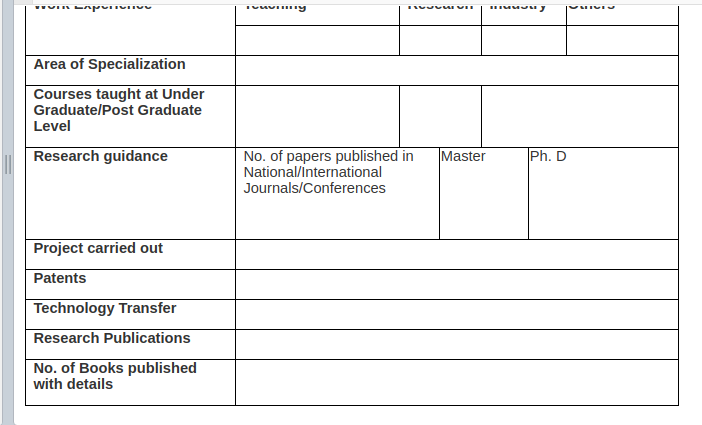 Work Experience Teaching Research Industry Others
Area of Specialization
Courses taught at Under
Graduate/Post Graduate
Level
Research guidance
No. of papers published in
National/International
Journals/Conferences
Master
Ph. D
Project carried out
Patents
Technology Transfer
Research Publications
No. of Books published
with details